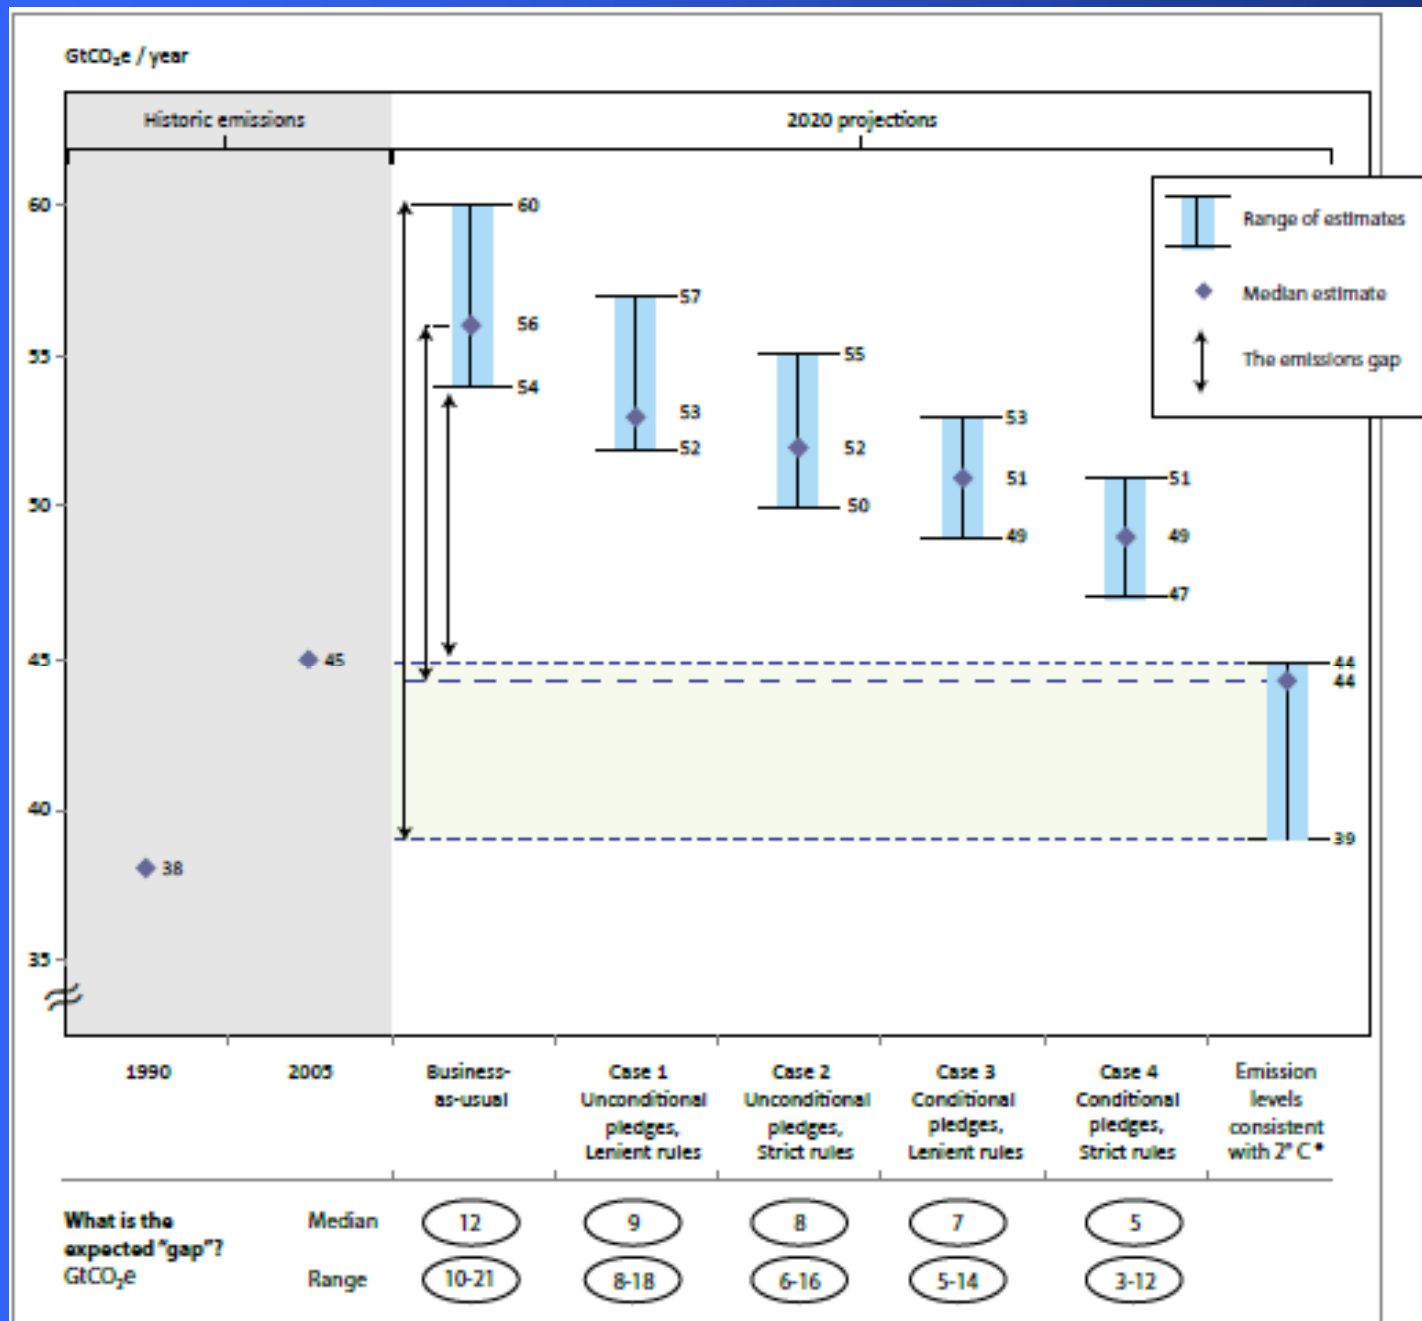 GtCO₂e / year
Historic emissions
2020 projections
60
55
50
45
40
35
38
45
60
56
54
57
53
52
55
52
50
53
51
49
51
49
47
44
44
39
Range of estimates
Median estimate
The emissions gap
1990
2005
Business-
as-usual
Case 1
Unconditional
pledges,
Lenient rules
Case 2
Unconditional
pledges,
Strict rules
Case 3
Conditional
pledges,
Lenient rules
Case 4
Conditional
pledges,
Strict rules
Emission
levels
consistent
with 2° C *
What is the
expected "gap"?
GtCO₂e
Median
12
9
8
7
5
Range
10-21
8-18
6-16
5-14
3-12